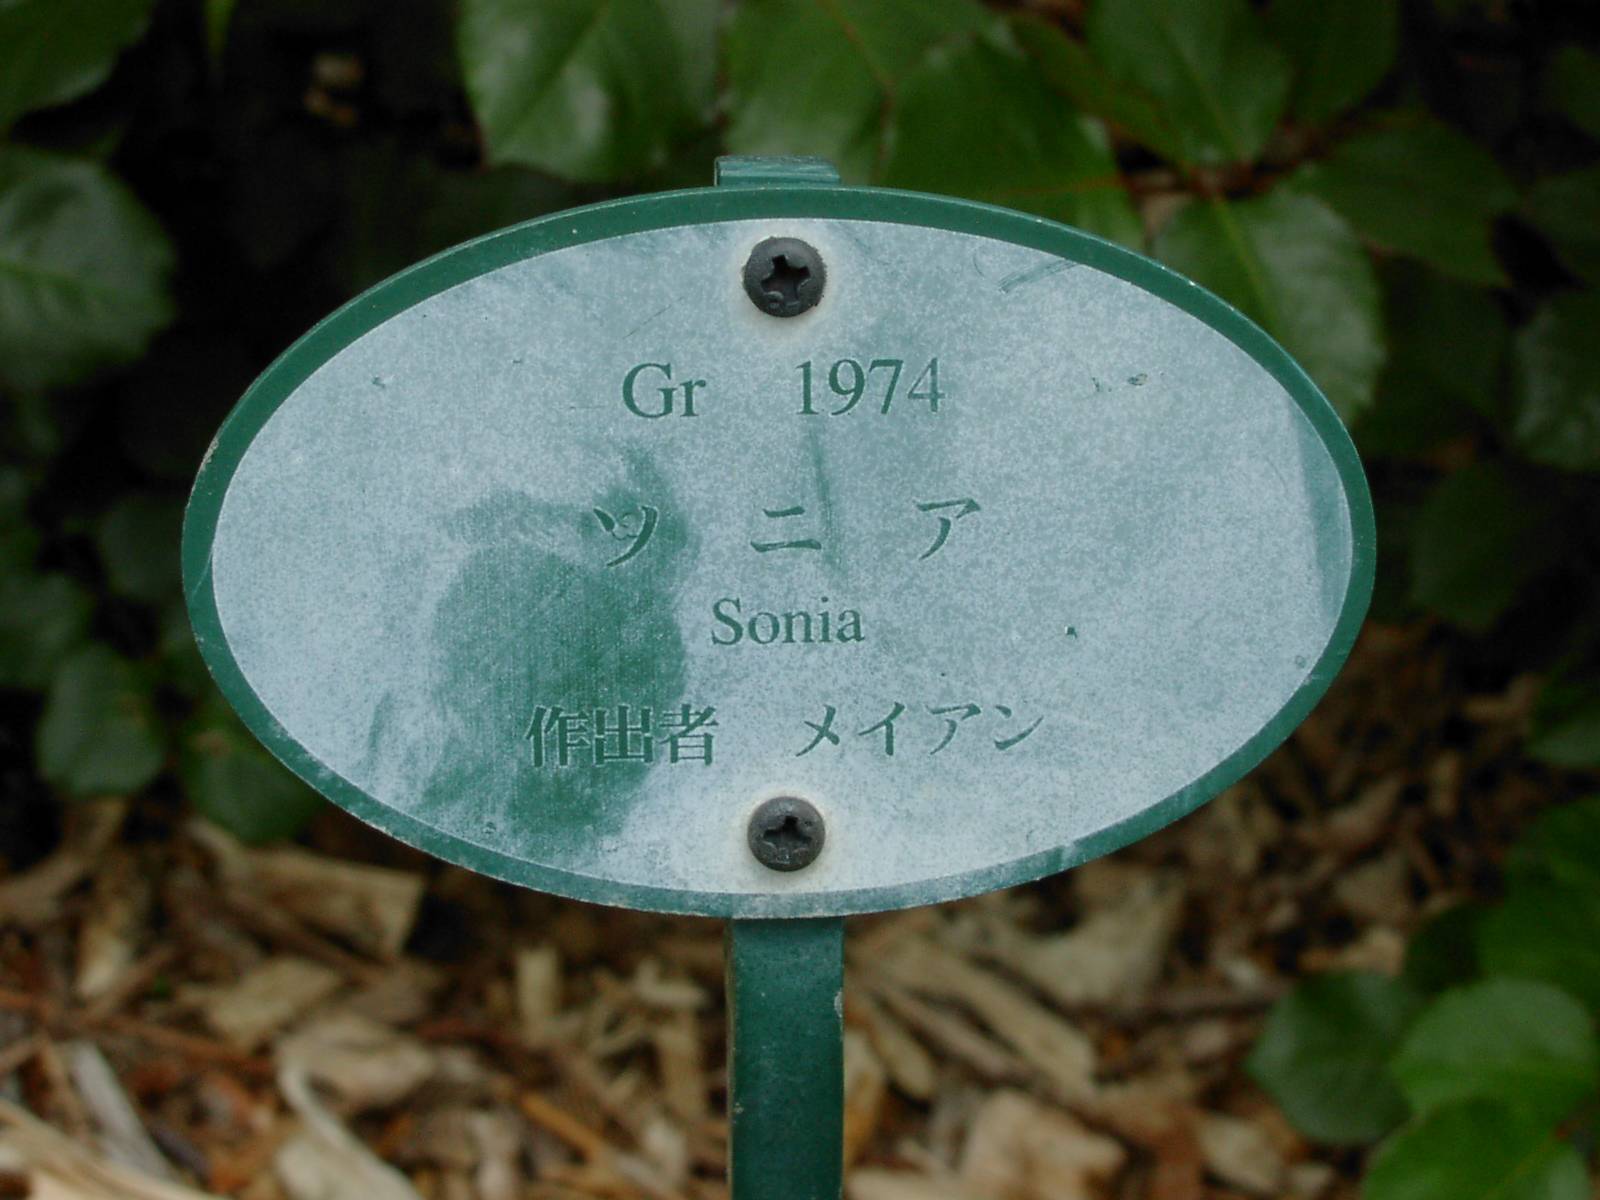 Gr 1974
ソニア
Sonia
作出者 メイアン